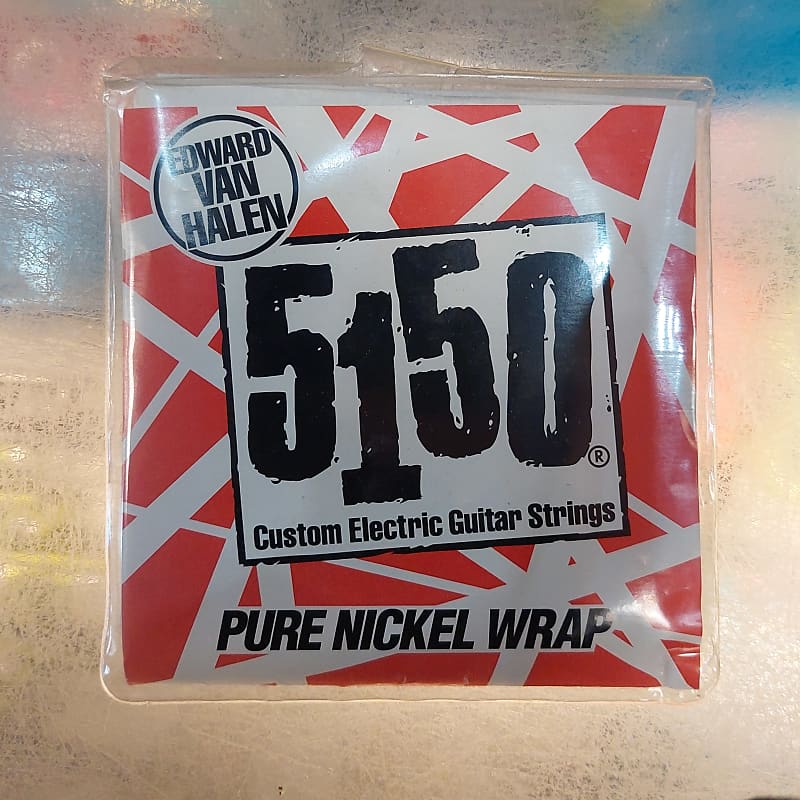 EDWARD
VAN
HALEN
5150®
Custom Electric Guitar Strings
PURE NICKEL WRAP